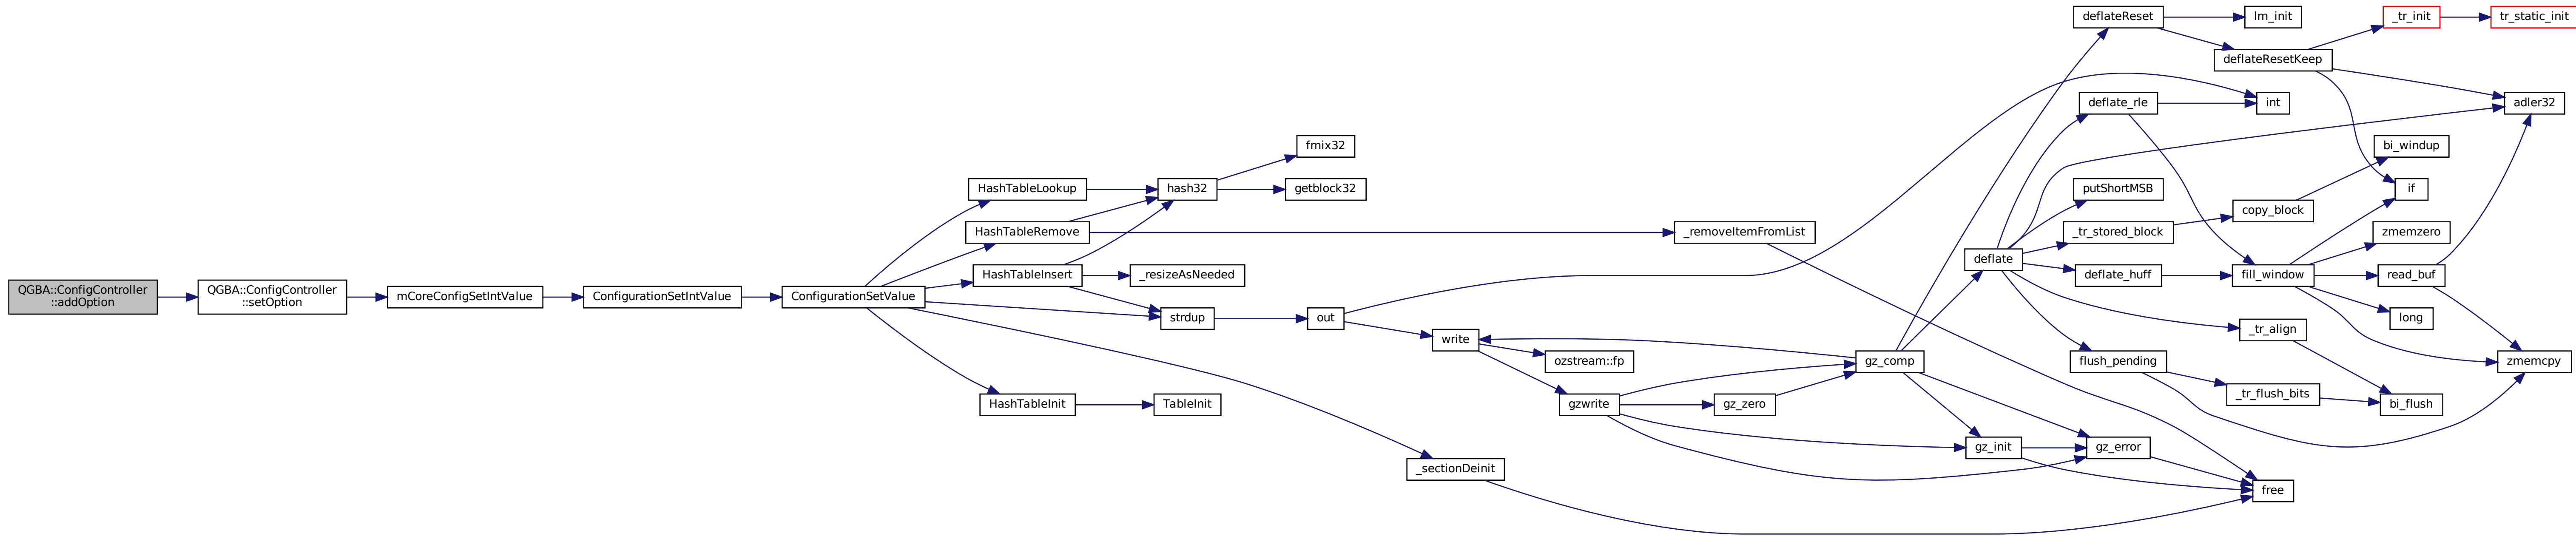 QGBA::ConfigController
::addOption
QGBA::ConfigController
::setOption
mCoreConfigSetIntValue
ConfigurationSetIntValue
ConfigurationSetValue
HashTableLookup
HashTableRemove
HashTableInsert
strdup
HashTableInit
_sectionDeinit
hash32
fmix32
getblock32
_removeItemFromList
_resizeAsNeeded
TableInit
out
write
ozstream::fp
gzwrite
gz_zero
gz_comp
gz_init
gz_error
free
deflate
deflateReset
lm_init
deflateResetKeep
_tr_init
tr_static_init
adler32
if
int
deflate_rle
putShortMSB
_tr_stored_block
copy_block
bi_windup
deflate_huff
fill_window
zmemzero
read_buf
long
zmemcpy
_tr_align
bi_flush
flush_pending
_tr_flush_bits